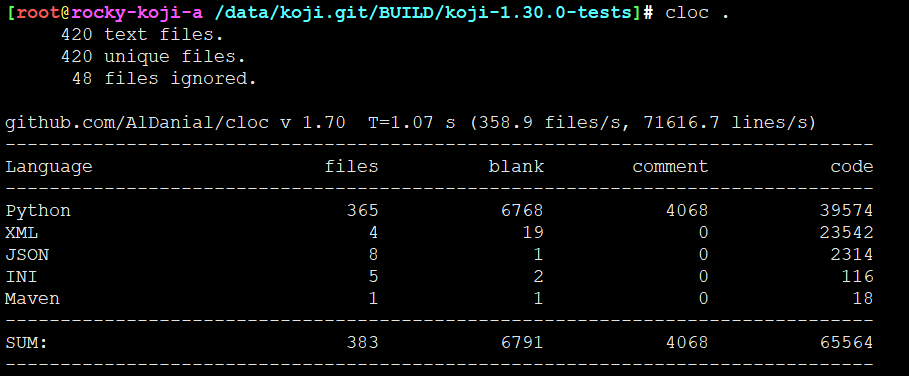 [root@rocky-koji-a /data/koji.git/BUILD/koji-1.30.0-tests]# cloc .
     420 text files.
     420 unique files.
      48 files ignored.

github.com/AlDanial/cloc v 1.70  T=1.07 s (358.9 files/s, 71616.7 lines/s)
-------------------------------------------------------------------------------
Language                     files          blank        comment           code
-------------------------------------------------------------------------------
Python                         365           6768           4068          39574
XML                              4             19              0          23542
JSON                             8              1              0           2314
INI                              5              2              0            116
Maven                            1              1              0             18
-------------------------------------------------------------------------------
SUM:                           383           6791           4068          65564
-------------------------------------------------------------------------------